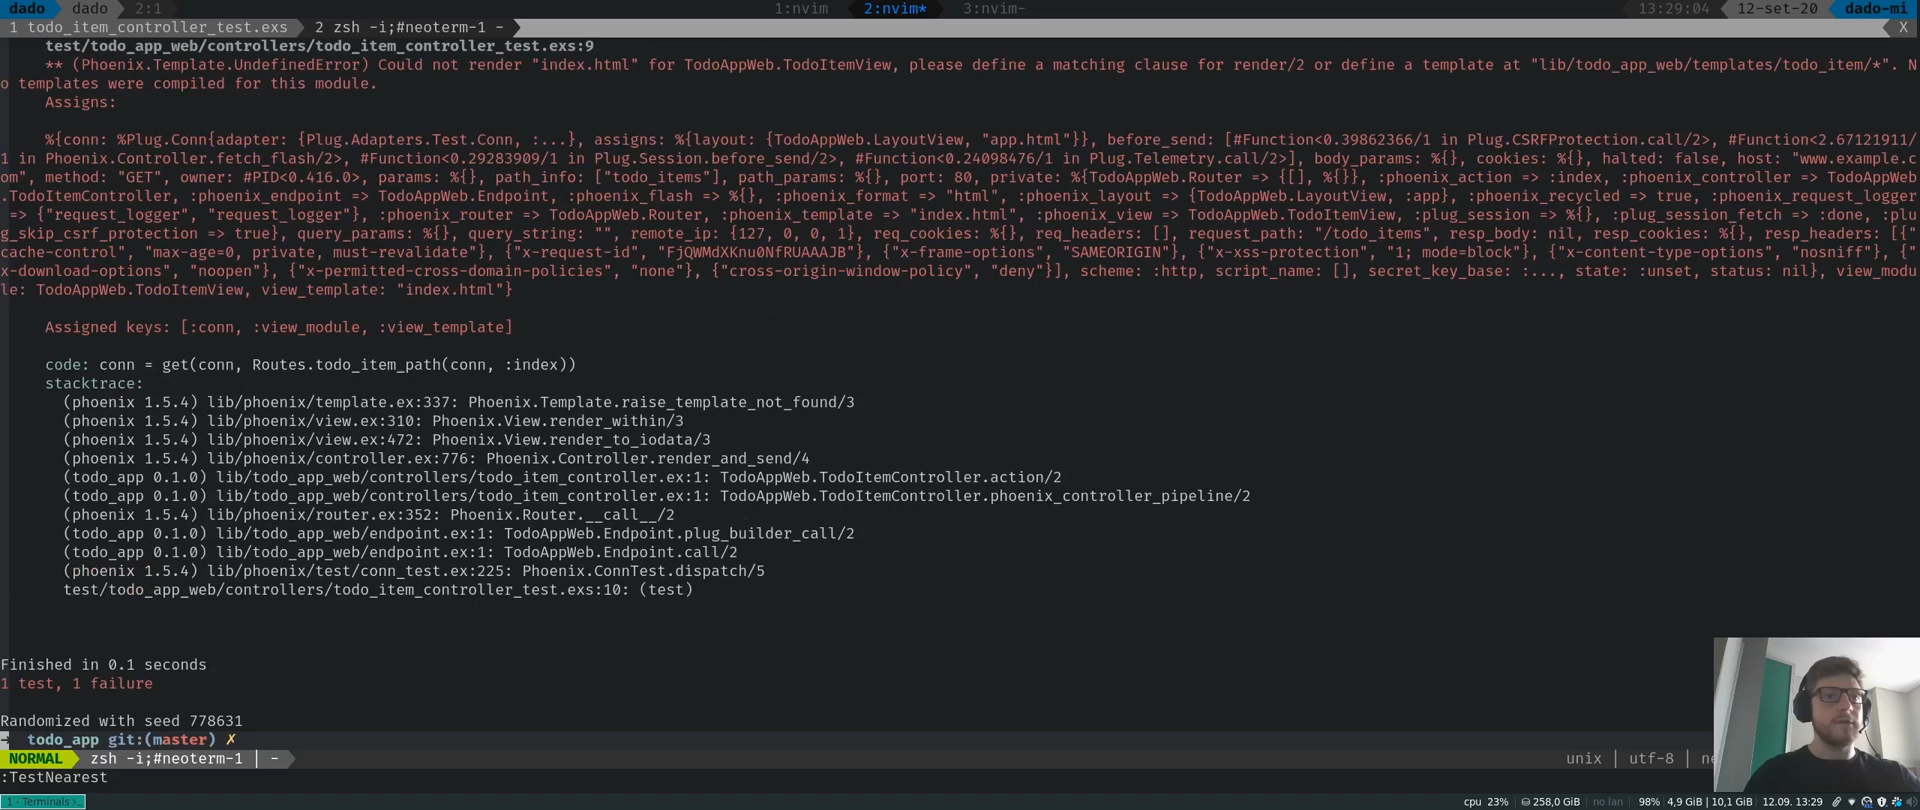 dado dado 2:1 1:nvim 2:nvim* 3:nvim- 13:29:04 12-set-20 dado-mi
1 todo_item_controller_test.exs 2 zsh -i;#neoterm-1 - X
test/todo_app_web/controllers/todo_item_controller_test.exs:9
** (Phoenix.Template.UndefinedError) Could not render "index.html" for TodoAppWeb.TodoItemView, please define a matching clause for render/2 or define a template at "lib/todo_app_web/templates/todo_item/*". N
o templates were compiled for this module.
Assigns:
%{conn: %Plug.Conn{adapter: {Plug.Adapters.Test.Conn, :...}, assigns: %{layout: {TodoAppWeb.LayoutView, "app.html"}}, before_send: [#Function<0.39862366/1 in Plug.CSRFProtection.call/2>, #Function<2.67121911/
1 in Phoenix.Controller.fetch_flash/2>, #Function<0.29283909/1 in Plug.Session.before_send/2>, #Function<0.24098476/1 in Plug.Telemetry.call/2>], body_params: %{}, cookies: %{}, halted: false, host: "www.example.c
om", method: "GET", owner: #PID<0.416.0>, params: %{}, path_info: ["todo_items"], path_params: %{}, port: 80, private: %{TodoAppWeb.Router => {[], %{}}, :phoenix_action => :index, :phoenix_controller => TodoAppWeb
.TodoItemController, :phoenix_endpoint => TodoAppWeb.Endpoint, :phoenix_flash => %{}, :phoenix_format => "html", :phoenix_layout => {TodoAppWeb.LayoutView, :app}, :phoenix_recycled => true, :phoenix_request_logger
=> {"request_logger", "request_logger"}, :phoenix_router => TodoAppWeb.Router, :phoenix_template => "index.html", :phoenix_view => TodoAppWeb.TodoItemView, :plug_session => %{}, :plug_session_fetch => :done, :plu
g_skip_csrf_protection => true}, query_params: %{}, query_string: "", remote_ip: {127, 0, 0, 1}, req_cookies: %{}, req_headers: [], request_path: "/todo_items", resp_body: nil, resp_cookies: %{}, resp_headers: [{"
cache-control", "max-age=0, private, must-revalidate"}, {"x-request-id", "FjQWMdXKnu0NfRUAAAJB"}, {"x-frame-options", "SAMEORIGIN"}, {"x-xss-protection", "1; mode=block"}, {"x-content-type-options", "nosniff"}, {"
x-download-options", "noopen"}, {"x-permitted-cross-domain-policies", "none"}, {"cross-origin-window-policy", "deny"}], scheme: :http, script_name: [], secret_key_base: :..., state: :unset, status: nil}, view_modu
le: TodoAppWeb.TodoItemView, view_template: "index.html"}
Assigned keys: [:conn, :view_module, :view_template]
code: conn = get(conn, Routes.todo_item_path(conn, :index))
stacktrace:
(phoenix 1.5.4) lib/phoenix/template.ex:337: Phoenix.Template.raise_template_not_found/3
(phoenix 1.5.4) lib/phoenix/view.ex:310: Phoenix.View.render_within/3
(phoenix 1.5.4) lib/phoenix/view.ex:472: Phoenix.View.render_to_iodata/3
(phoenix 1.5.4) lib/phoenix/controller.ex:776: Phoenix.Controller.render_and_send/4
(todo_app 0.1.0) lib/todo_app_web/controllers/todo_item_controller.ex:1: TodoAppWeb.TodoItemController.action/2
(todo_app 0.1.0) lib/todo_app_web/controllers/todo_item_controller.ex:1: TodoAppWeb.TodoItemController.phoenix_controller_pipeline/2
(phoenix 1.5.4) lib/phoenix/router.ex:352: Phoenix.Router.__call__/2
(todo_app 0.1.0) lib/todo_app_web/endpoint.ex:1: TodoAppWeb.Endpoint.plug_builder_call/2
(todo_app 0.1.0) lib/todo_app_web/endpoint.ex:1: TodoAppWeb.Endpoint.call/2
(phoenix 1.5.4) lib/phoenix/test/conn_test.ex:225: Phoenix.ConnTest.dispatch/5
test/todo_app_web/controllers/todo_item_controller_test.exs:10: (test)
Finished in 0.1 seconds
1 test, 1 failure
Randomized with seed 778631
→ todo_app git:(master) ✗
NORMAL zsh -i;#neoterm-1 | - unix | utf-8 | ne
:TestNearest
1 - Terminals cpu 23% 258,0 GiB no lan 98% 4,9 GiB | 10,1 GiB 12.09. 13:29